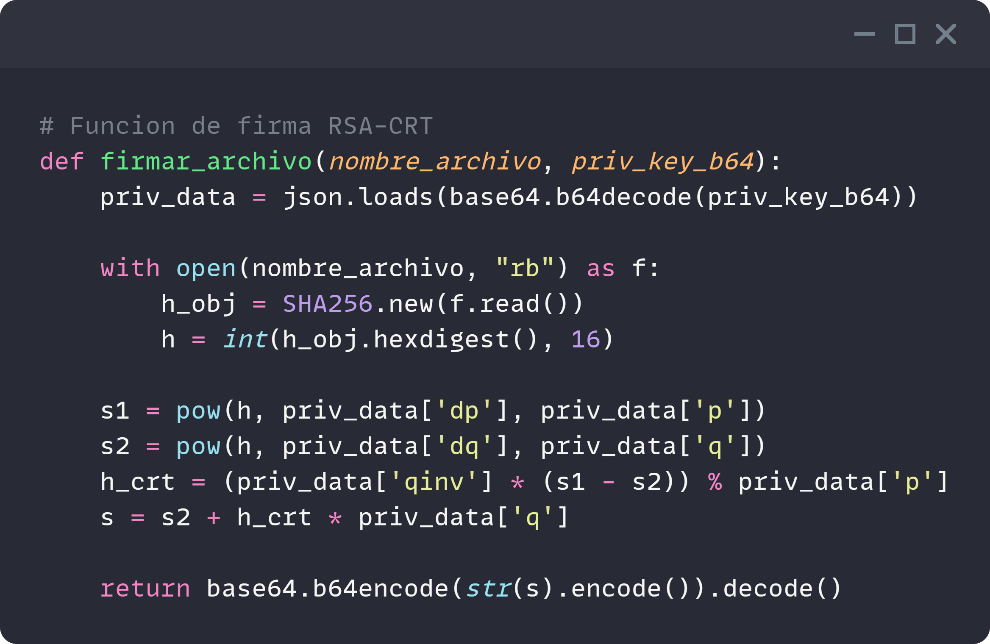 # Funcion de firma RSA-CRT
def firmar_archivo(nombre_archivo, priv_key_b64):
    priv_data = json.loads(base64.b64decode(priv_key_b64))

    with open(nombre_archivo, "rb") as f:
        h_obj = SHA256.new(f.read())
        h = int(h_obj.hexdigest(), 16)

    s1 = pow(h, priv_data['dp'], priv_data['p'])
    s2 = pow(h, priv_data['dq'], priv_data['q'])
    h_crt = (priv_data['qinv'] * (s1 - s2)) % priv_data['p']
    s = s2 + h_crt * priv_data['q']

    return base64.b64encode(str(s).encode()).decode()